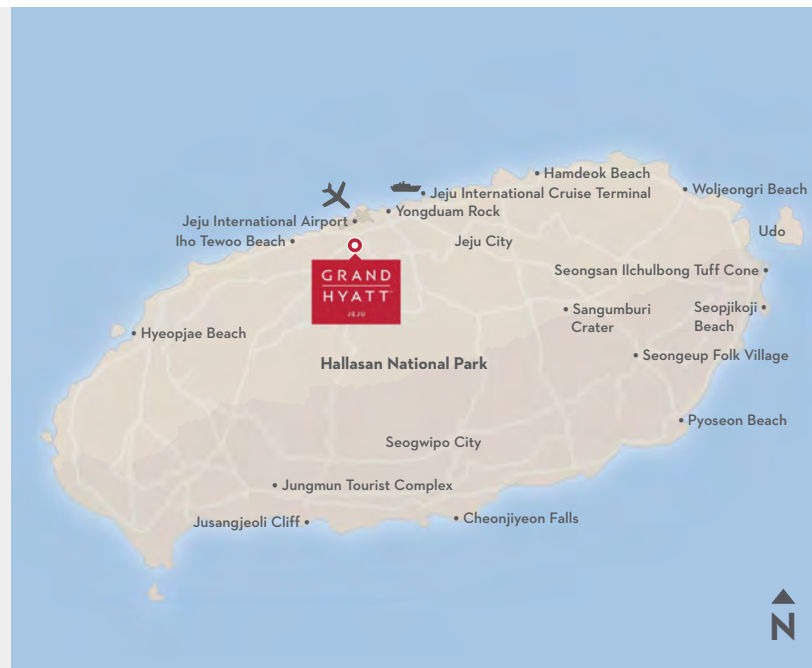 • Hamdeok Beach
• Woljeongri Beach
• Jeju International Cruise Terminal
• Yongduam Rock
Jeju International Airport •
Udo
Iho Tewoo Beach •
Jeju City
GRAND
HYATT
JEJU
Seongsan Ilchulbong Tuff Cone •
• Sangumburi
Crater
Seopjikoji •
Beach
• Hyeopjae Beach
• Seongeup Folk Village
Hallasan National Park
• Pyoseon Beach
Seogwipo City
• Jungmun Tourist Complex
Jusangjeoli Cliff •
• Cheonjiyeon Falls
N